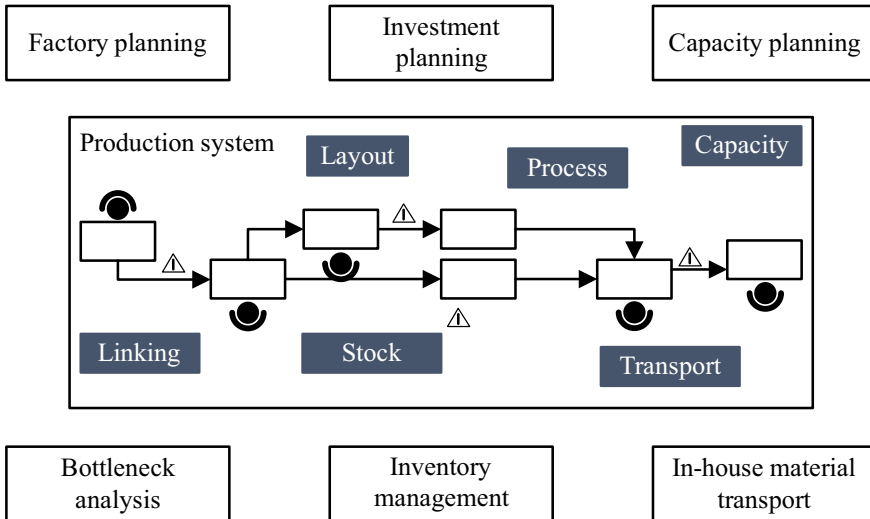 Factory planning
Investment
planning
Capacity planning
Production system
Layout
Process
Capacity
Linking
Stock
Transport
Bottleneck
analysis
Inventory
management
In-house material
transport